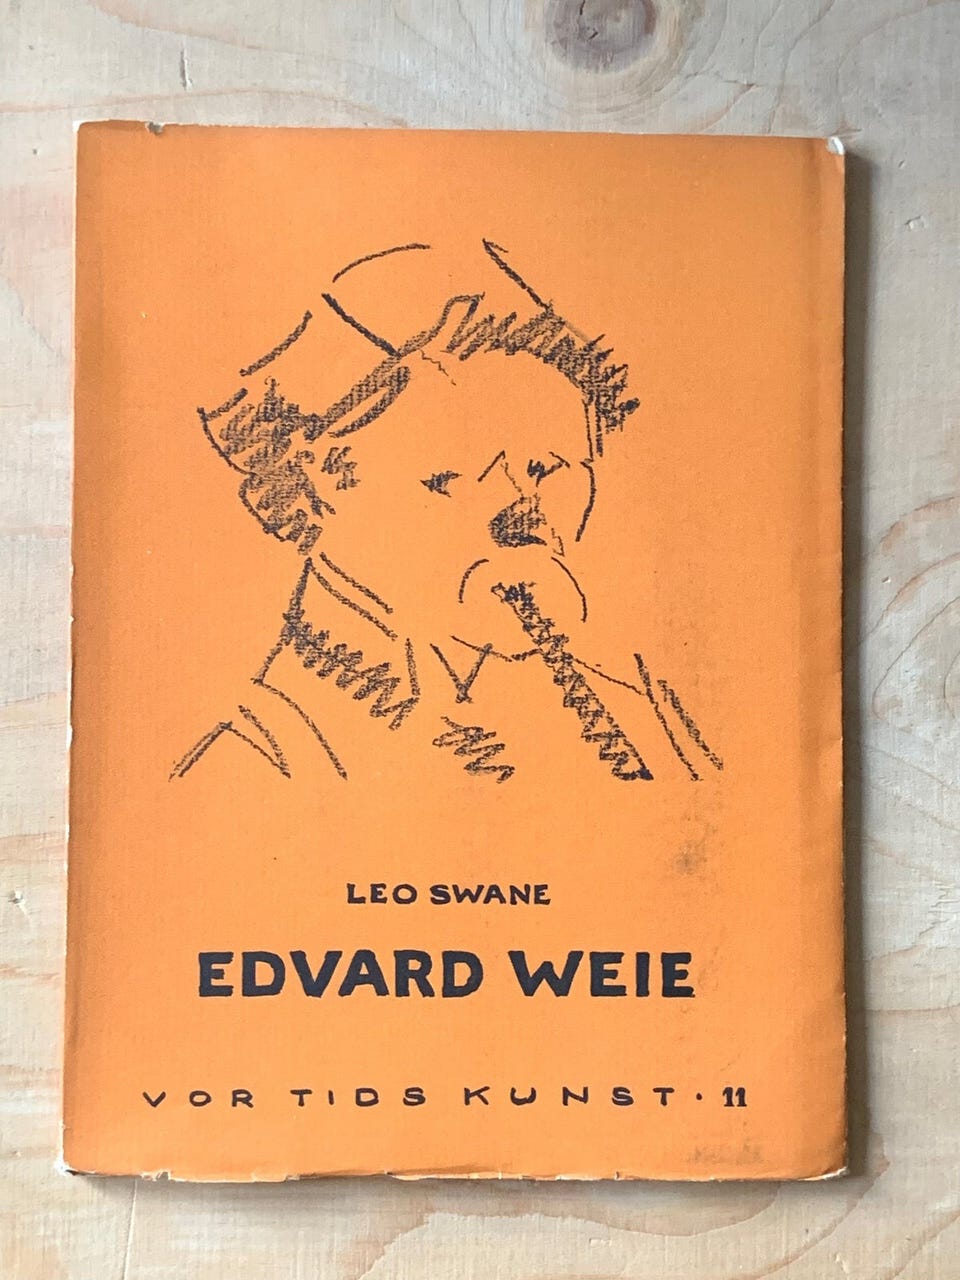 LEO SWANE
EDVARD WEIE
VOR TIDS KUNST · 11